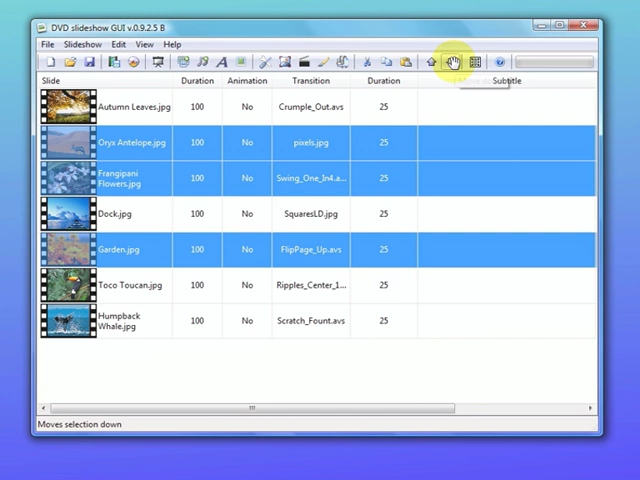 DVD slideshow GUI v.0.9.2.5 B
File Slideshow Edit View Help
Slide Duration Animation Transition Duration Subtitle
Autumn Leaves.jpg 100 No Crumple_Out.avs 25
Oryx Antelope.jpg 100 No pixels.jpg 25
Frangipani
Flowers.jpg 100 No Swing_One_In4.a... 25
Dock.jpg 100 No SquaresLD.jpg 25
Garden.jpg 100 No FlipPage_Up.avs 25
Toco Toucan.jpg 100 No Ripples_Center_1... 25
Humpback
Whale.jpg 100 No Scratch_Fount.avs 25
Moves selection down